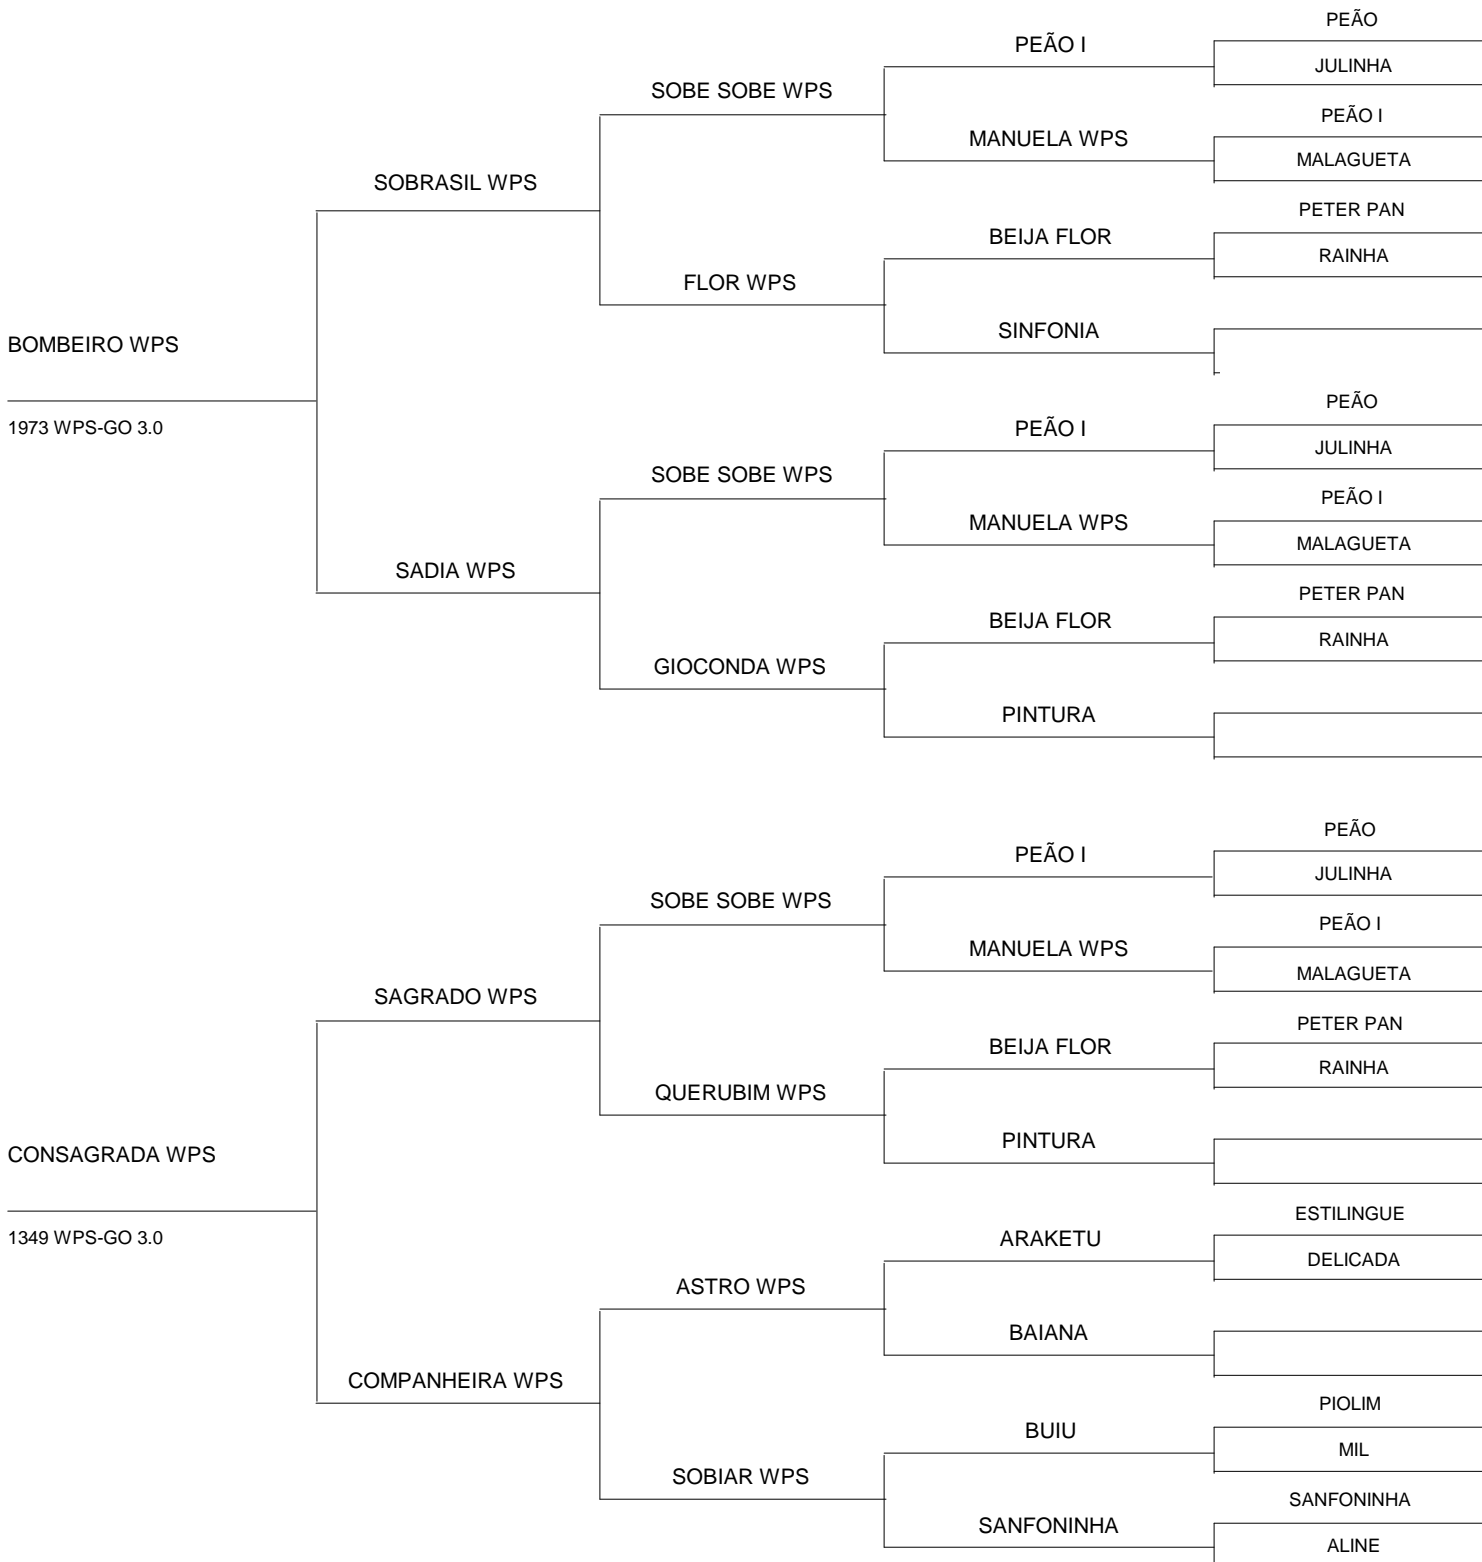 PEÃO
PEÃO I
JULINHA
SOBE SOBE WPS
PEÃO I
MANUELA WPS
MALAGUETA
SOBRASIL WPS
PETER PAN
BEIJA FLOR
RAINHA
FLOR WPS
SINFONIA
BOMBEIRO WPS
PEÃO
1973 WPS-GO 3.0
PEÃO I
JULINHA
SOBE SOBE WPS
PEÃO I
MANUELA WPS
MALAGUETA
SADIA WPS
PETER PAN
BEIJA FLOR
RAINHA
GIOCONDA WPS
PINTURA
PEÃO
PEÃO I
JULINHA
SOBE SOBE WPS
PEÃO I
MANUELA WPS
MALAGUETA
SAGRADO WPS
PETER PAN
BEIJA FLOR
RAINHA
QUERUBIM WPS
PINTURA
CONSAGRADA WPS
ESTILINGUE
1349 WPS-GO 3.0
ARAKETU
DELICADA
ASTRO WPS
BAIANA
COMPANHEIRA WPS
PIOLIM
BUIU
MIL
SOBIAR WPS
SANFONINHA
SANFONINHA
ALINE